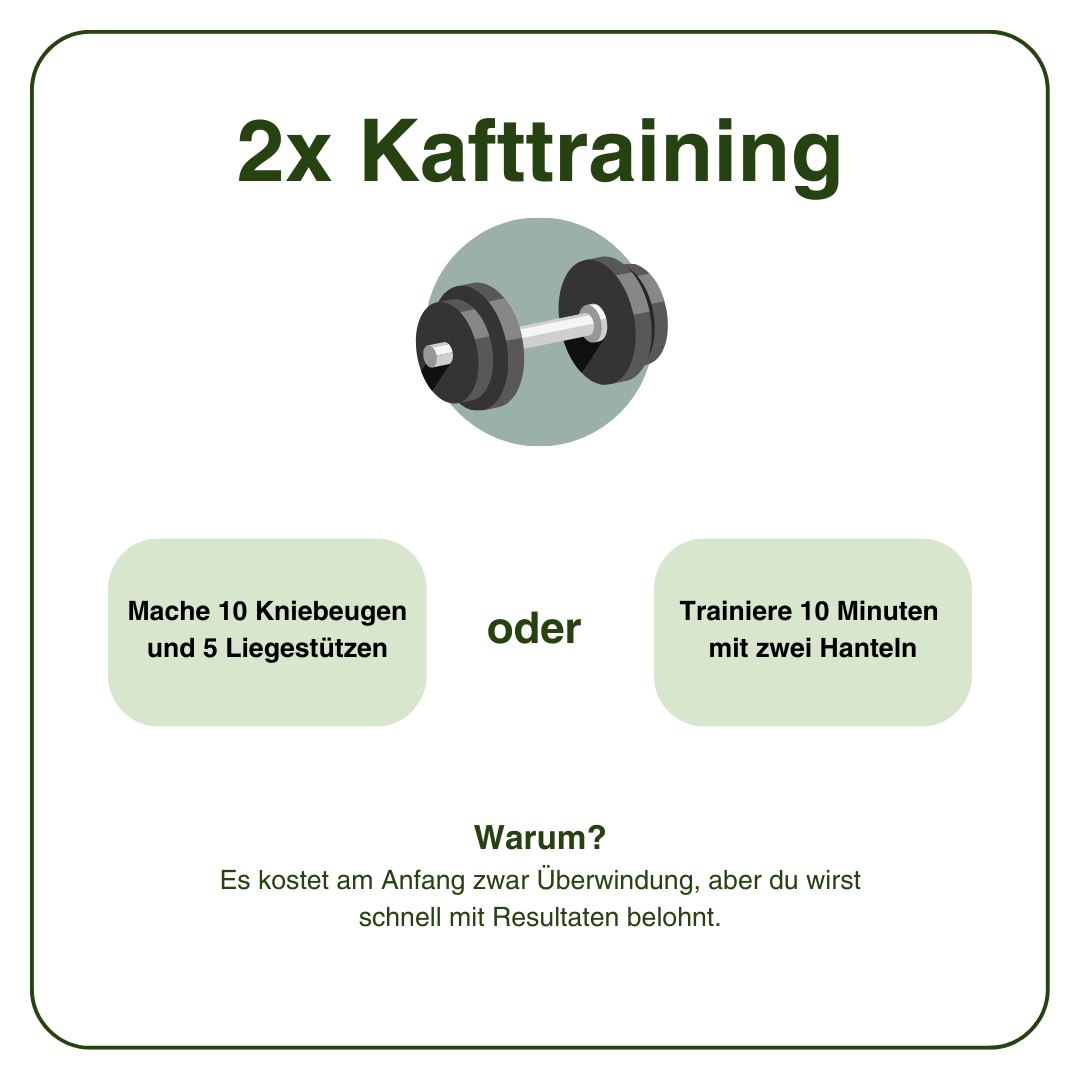 2x Kafttraining
Mache 10 Kniebeugen
und 5 Liegestützen
oder
Trainiere 10 Minuten
mit zwei Hanteln
Warum?
Es kostet am Anfang zwar Überwindung, aber du wirst
schnell mit Resultaten belohnt.